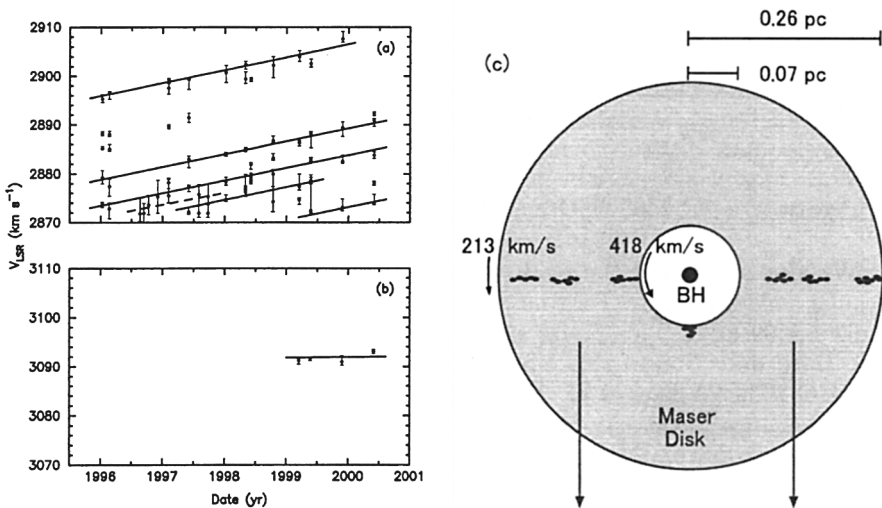 2910
(a)
2900
2890
2880
2870
V_LSR (km s⁻¹)
3110
(b)
3100
3090
3080
3070
1996 1997 1998 1999 2000 2001
Date (yr)
0.26 pc
(c)
0.07 pc
213 km/s
418 km/s
BH
Maser
Disk